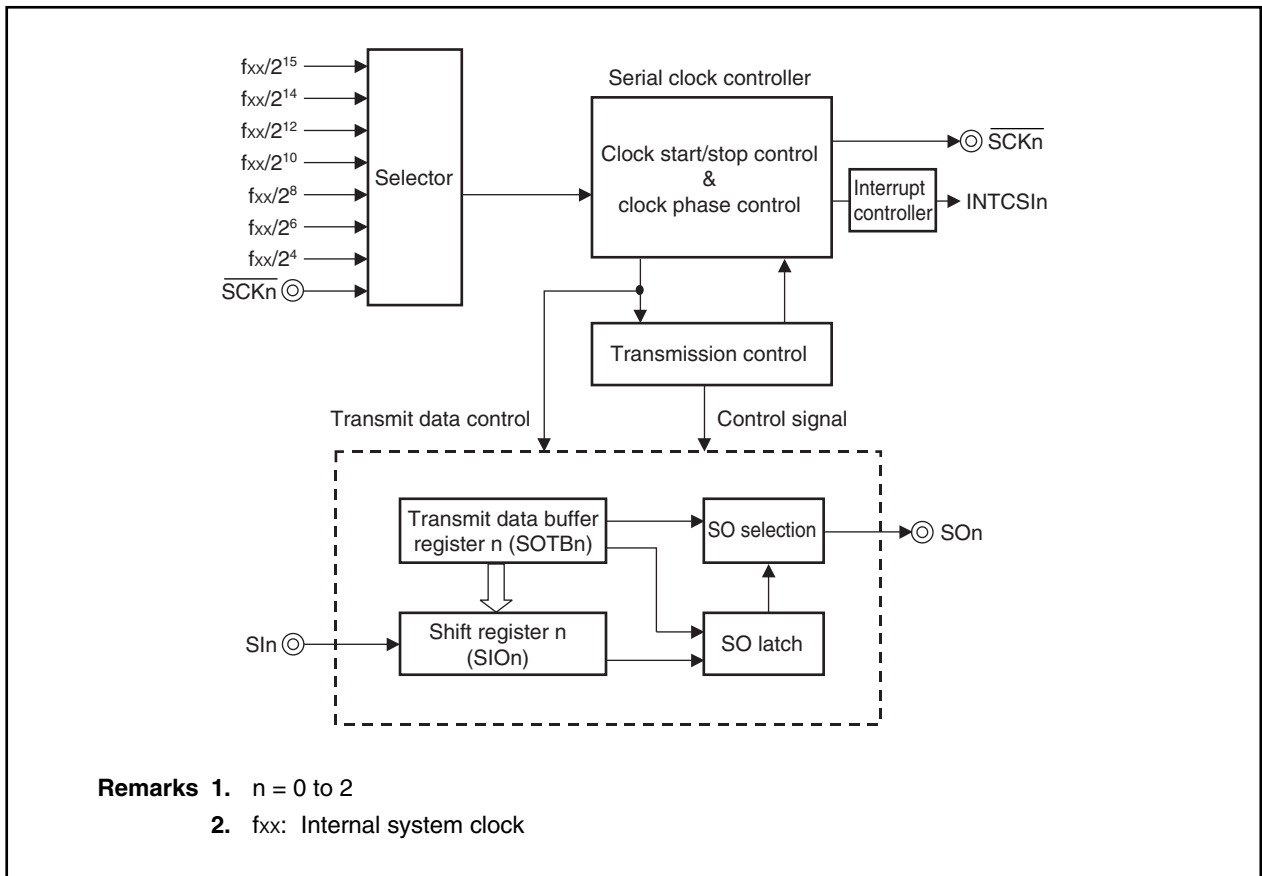 fxx/2¹⁵
fxx/2¹⁴
fxx/2¹²
fxx/2¹⁰
fxx/2⁸
fxx/2⁶
fxx/2⁴
SCKn
Selector
Serial clock controller
Clock start/stop control
&
clock phase control
SCKn
Interrupt
controller
INTCSIn
Transmission control
Transmit data control
Control signal
Transmit data buffer
register n (SOTBn)
SO selection
SOn
SIn
Shift register n
(SIOn)
SO latch
Remarks 1. n = 0 to 2
2. fxx: Internal system clock